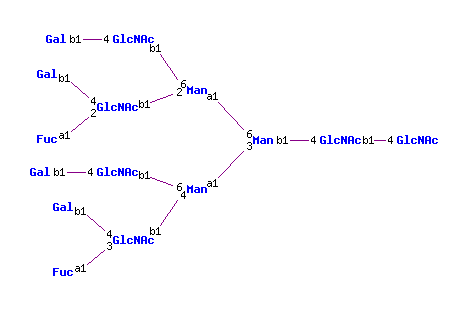 Gal b1 4 GlcNAc b1
Gal b1 6 2 Man a1
4 2 GlcNAc b1
Fuc a1
6 3 Man b1 4 GlcNAc b1 4 GlcNAc
Gal b1 4 GlcNAc b1 6 4 Man a1
Gal b1
4 3 GlcNAc b1
Fuc a1